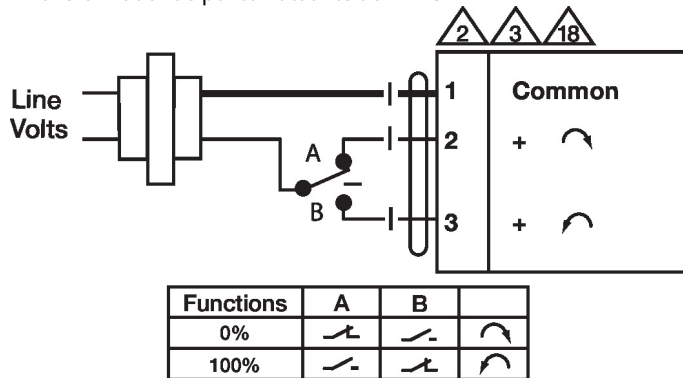 2 3 18
Line
Volts
1 Common
2 +
3 +
A
B
Functions A B
0%
100%